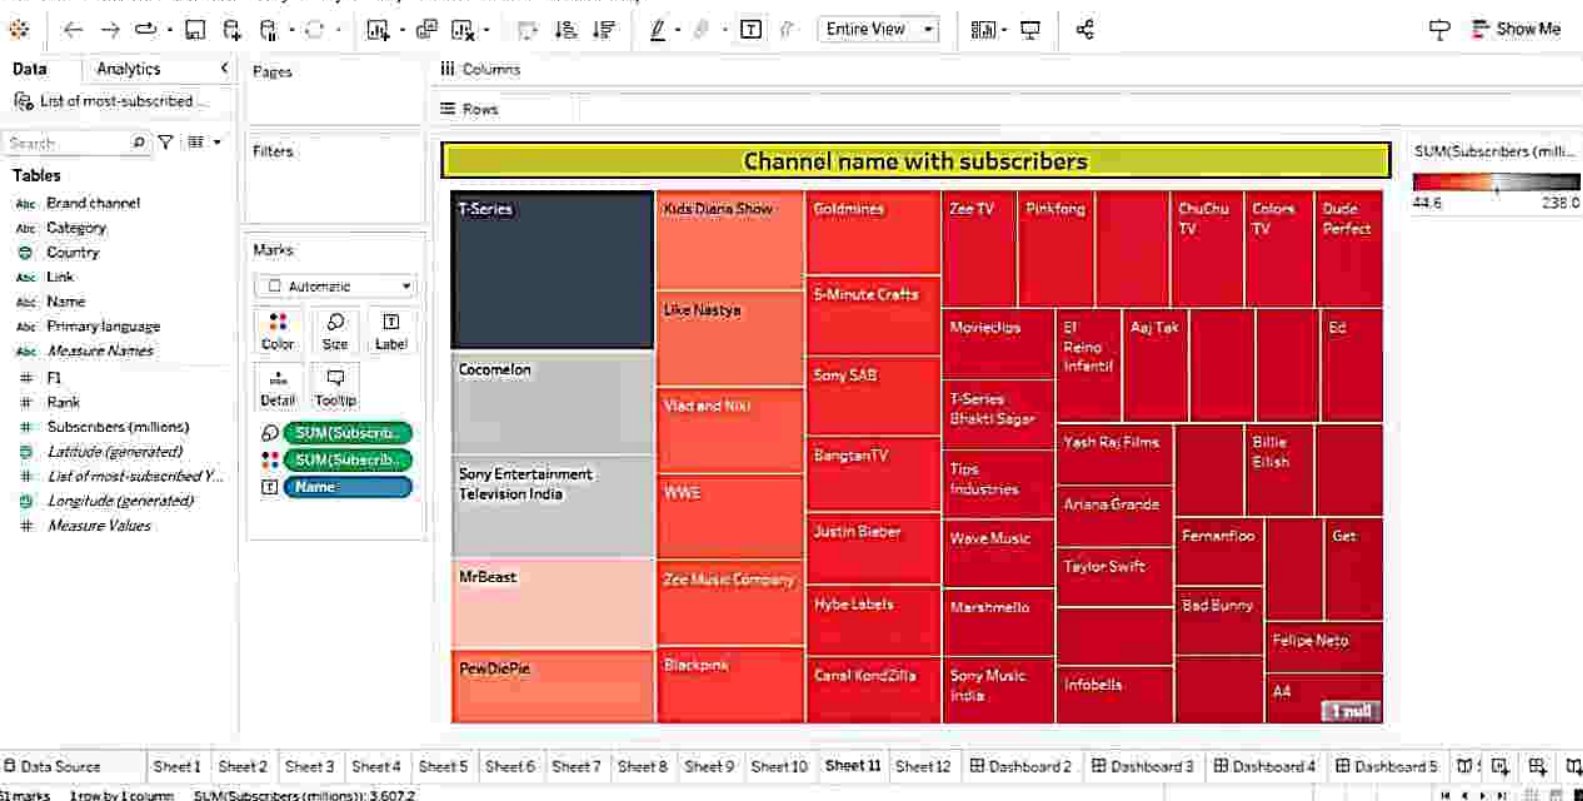 Entire View
Show Me
Data
Analytics
Pages
Columns
List of most-subscribed ...
Rows
Search
Filters
Tables
Channel name with subscribers
SUM(Subscribers (milli...
44.6
238.0
Abc Brand channel
Abc Category
Country
Abc Link
Abc Name
Abc Primary language
Abc Measure Names
# F1
# Rank
# Subscribers (millions)
Latitude (generated)
# List of most-subscribed Y...
Longitude (generated)
# Measure Values
Marks
Automatic
Color
Size
Label
Detail
Tooltip
SUM(Subscrib..
SUM(Subscrib..
Name
T-Series
Cocomelon
Sony Entertainment
Television India
MrBeast
PewDiePie
Kids Diana Show
Like Nastya
Vlad and Niki
WWE
Zee Music Company
Blackpink
Goldmines
5-Minute Crafts
Sony SAB
BangtanTV
Justin Bieber
Hybe Labels
Canal KondZilla
Zee TV
Pinkfong
ChuChu
TV
Colors
TV
Dude
Perfect
Movieclips
T-Series
Bhakti Sagar
Tips
Industries
Wave Music
Marshmello
Sony Music
India
El
Reino
Infantil
Aaj Tak
Ed
Yash Raj Films
Ariana Grande
Taylor Swift
Infobells
Billie
Eilish
Fernanfloo
Bad Bunny
Get
Felipe Neto
A4
1 null
Data Source
Sheet 1
Sheet 2
Sheet 3
Sheet 4
Sheet 5
Sheet 6
Sheet 7
Sheet 8
Sheet 9
Sheet 10
Sheet 11
Sheet 12
Dashboard 2
Dashboard 3
Dashboard 4
Dashboard 5
51 marks
1 row by 1 column
SUM(Subscribers (millions)): 3,607.2